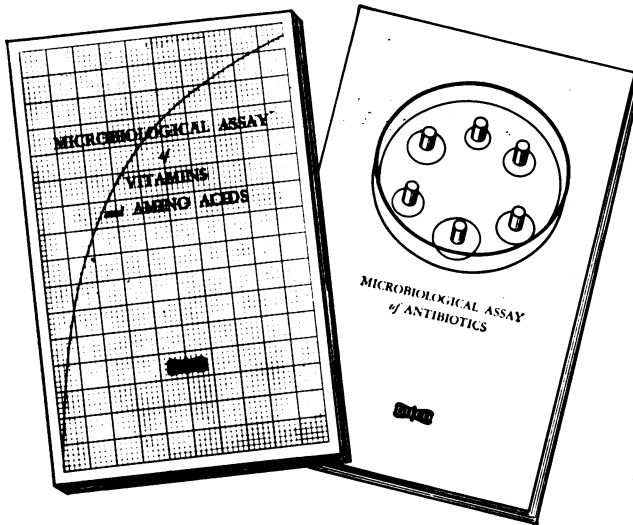 MICROBIOLOGICAL ASSAY
of
VITAMINS
and AMINO ACIDS
MICROBIOLOGICAL ASSAY
of ANTIBIOTICS